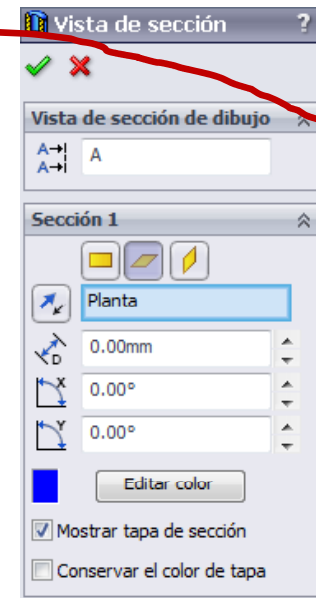 Vista de sección ?
Vista de sección de dibujo
A
Sección 1
Planta
D
0.00mm
X
0.00°
Y
0.00°
Editar color
Mostrar tapa de sección
Conservar el color de tapa